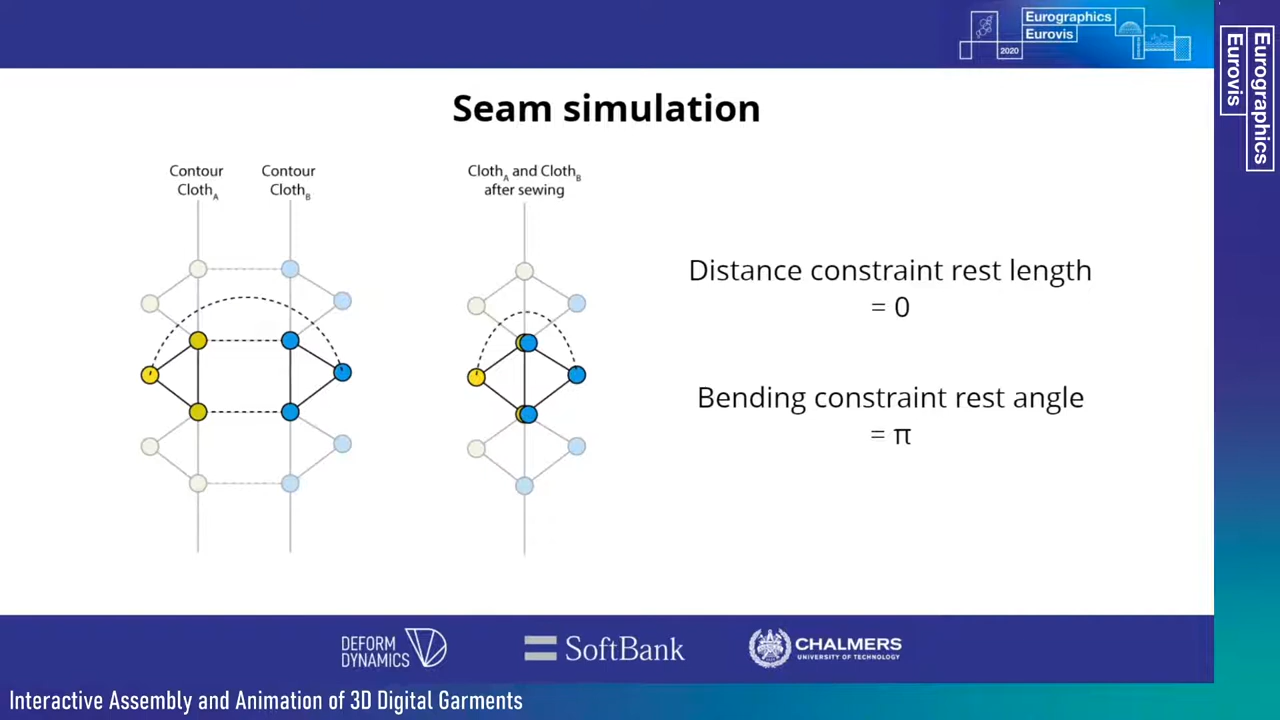 Eurographics
Eurovis
2020
Eurographics
Eurovis
Seam simulation
Contour
Cloth_A
Contour
Cloth_B
Cloth_A and Cloth_B
after sewing
Distance constraint rest length
= 0
Bending constraint rest angle
= π
DEFORM
DYNAMICS
SoftBank
CHALMERS
UNIVERSITY OF TECHNOLOGY
Interactive Assembly and Animation of 3D Digital Garments